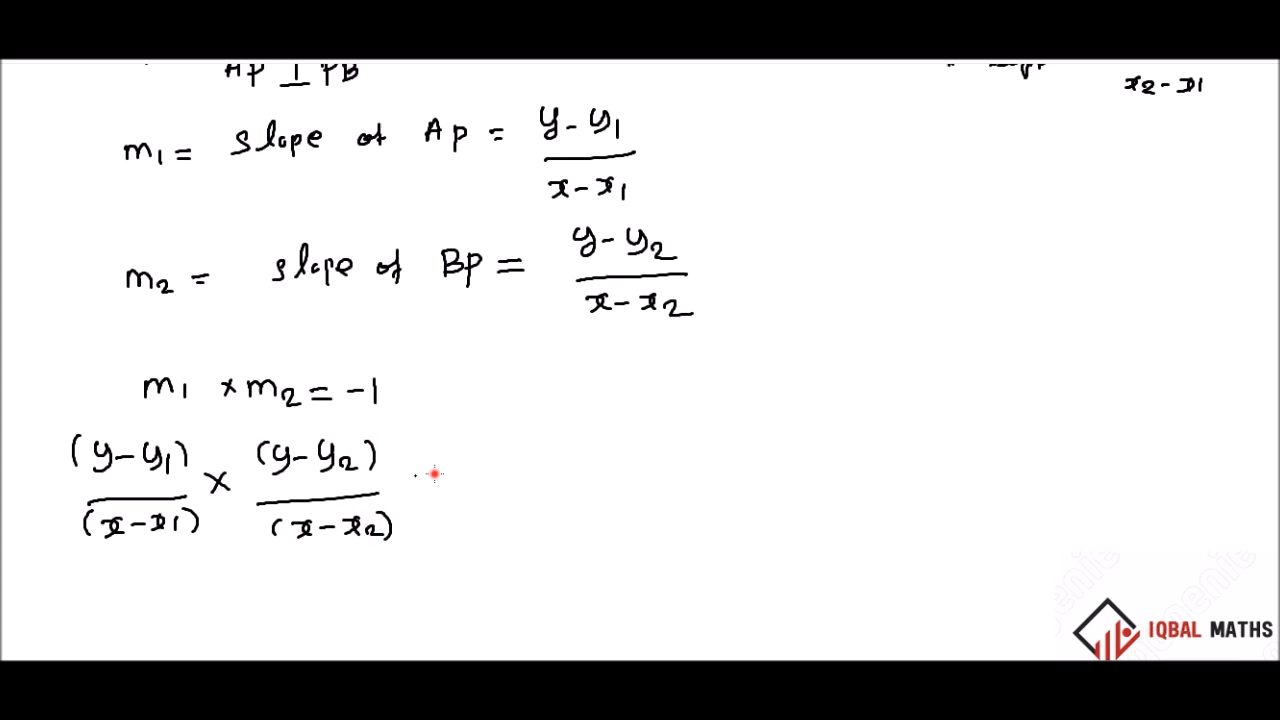 AP ⊥ PB
x2 - x1
m1 = slope of AP = y - y1
x - x1
m2 = slope of BP = y - y2
x - x2
m1 × m2 = -1
(y - y1) × (y - y2)
(x - x1) (x - x2)
IQBAL MATHS